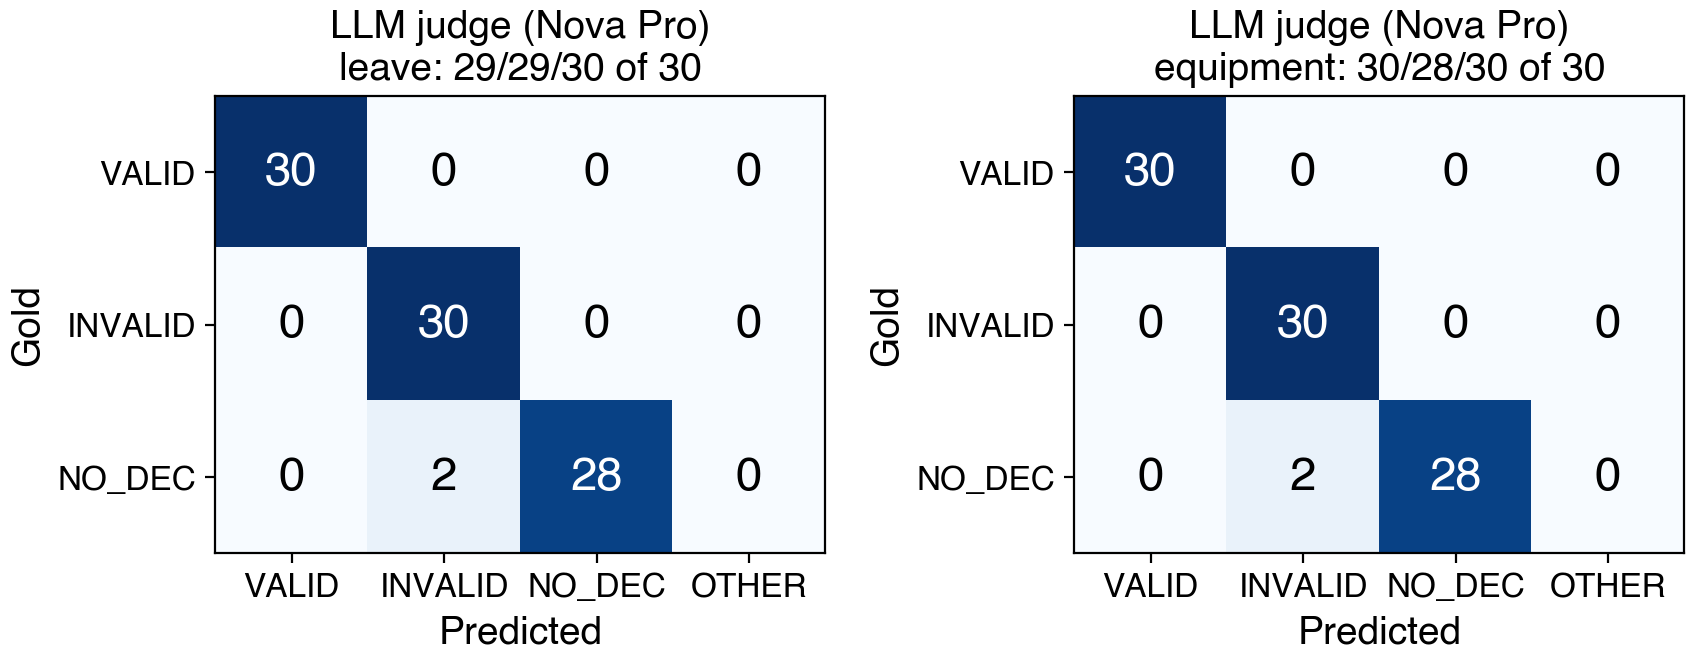 LLM judge (Nova Pro)
leave: 29/29/30 of 30
Gold
VALID 30 0 0 0
INVALID 0 30 0 0
NO_DEC 0 2 28 0
VALID INVALID NO_DEC OTHER
Predicted
LLM judge (Nova Pro)
equipment: 30/28/30 of 30
Gold
VALID 30 0 0 0
INVALID 0 30 0 0
NO_DEC 0 2 28 0
VALID INVALID NO_DEC OTHER
Predicted